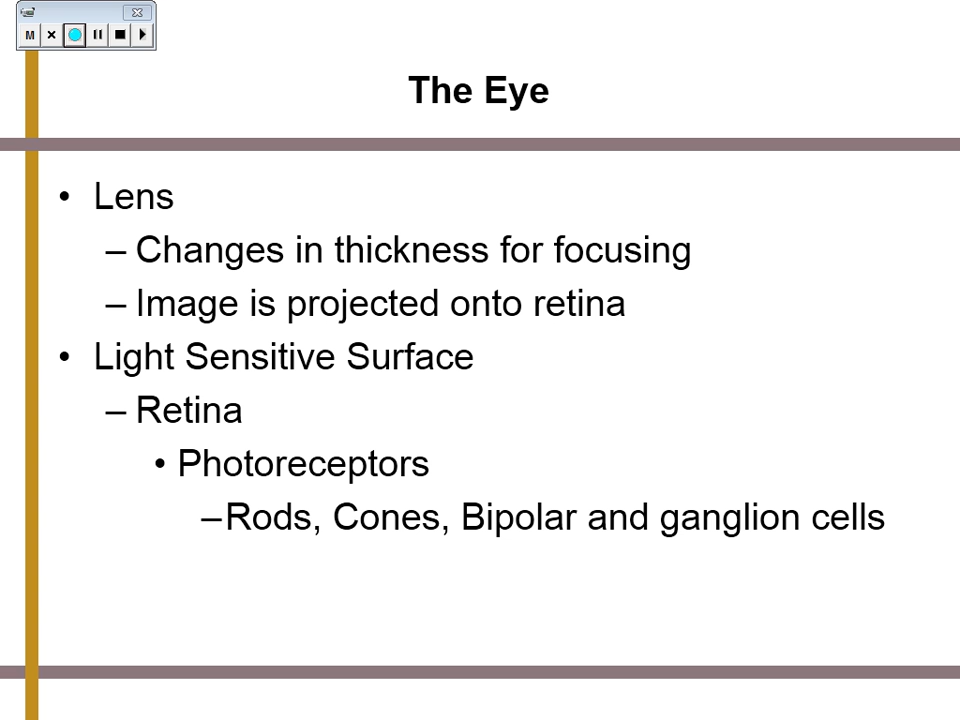 M
The Eye
• Lens
– Changes in thickness for focusing
– Image is projected onto retina
• Light Sensitive Surface
– Retina
• Photoreceptors
–Rods, Cones, Bipolar and ganglion cells